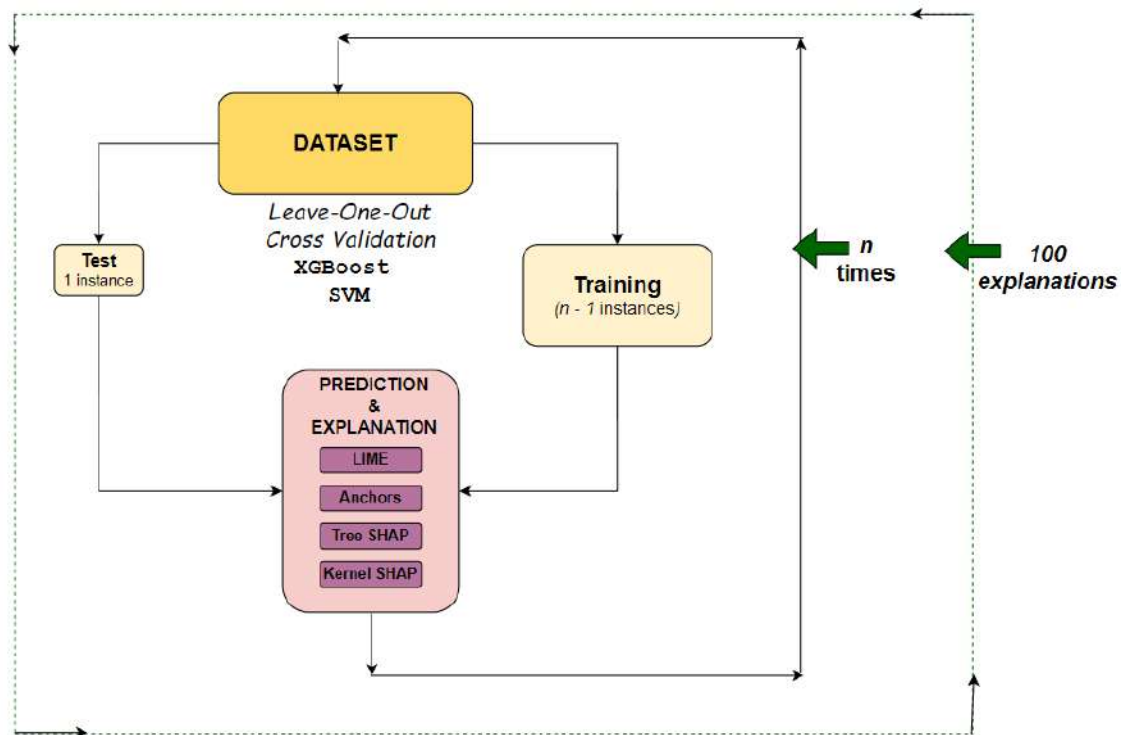 DATASET
Leave-One-Out
Cross Validation
XGBoost
SVM
Test
1 instance
Training
(n - 1 instances)
n
times
100
explanations
PREDICTION
&
EXPLANATION
LIME
Anchors
Tree SHAP
Kernel SHAP